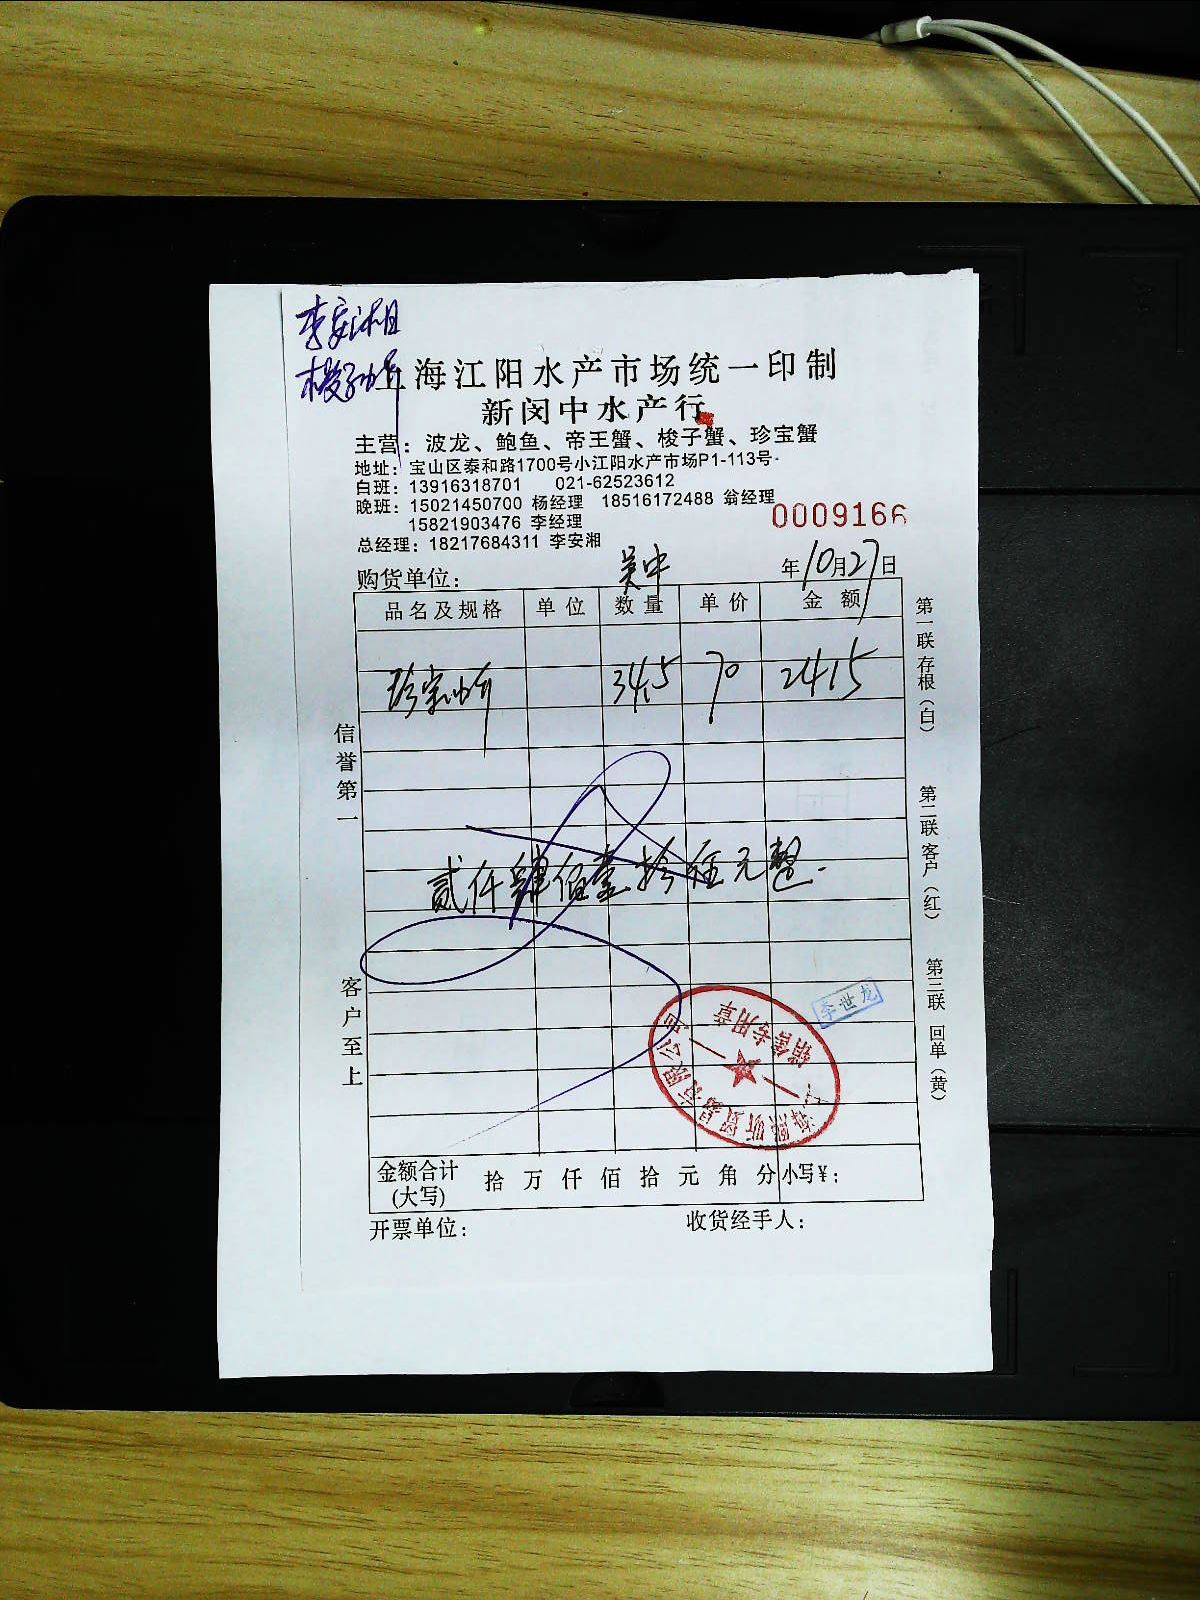 李安湘
梭子介
上海江阳水产市场统一印制
新闵中水产行
主营：波龙、鲍鱼、帝王蟹、梭子蟹、珍宝蟹
地址：宝山区泰和路1700号小江阳水产市场P1-113号
白班：13916318701 021-62523612
晚班：15021450700 杨经理 18516172488 翁经理
15821903476 李经理
0009166
总经理：18217684311 李安湘
购货单位： 吴中 年10月27日
品名及规格 单位 数量 单价 金额
珍宝介 34.5 70 2415
贰仟肆佰壹拾伍元整
信誉第一
客户至上
第一联存根（白）
第二联客户（红）
第三联回单（黄）
李世龙
销售专用章
金额合计(大写) 拾万仟佰拾元角分 小写¥：
开票单位： 收货经手人：